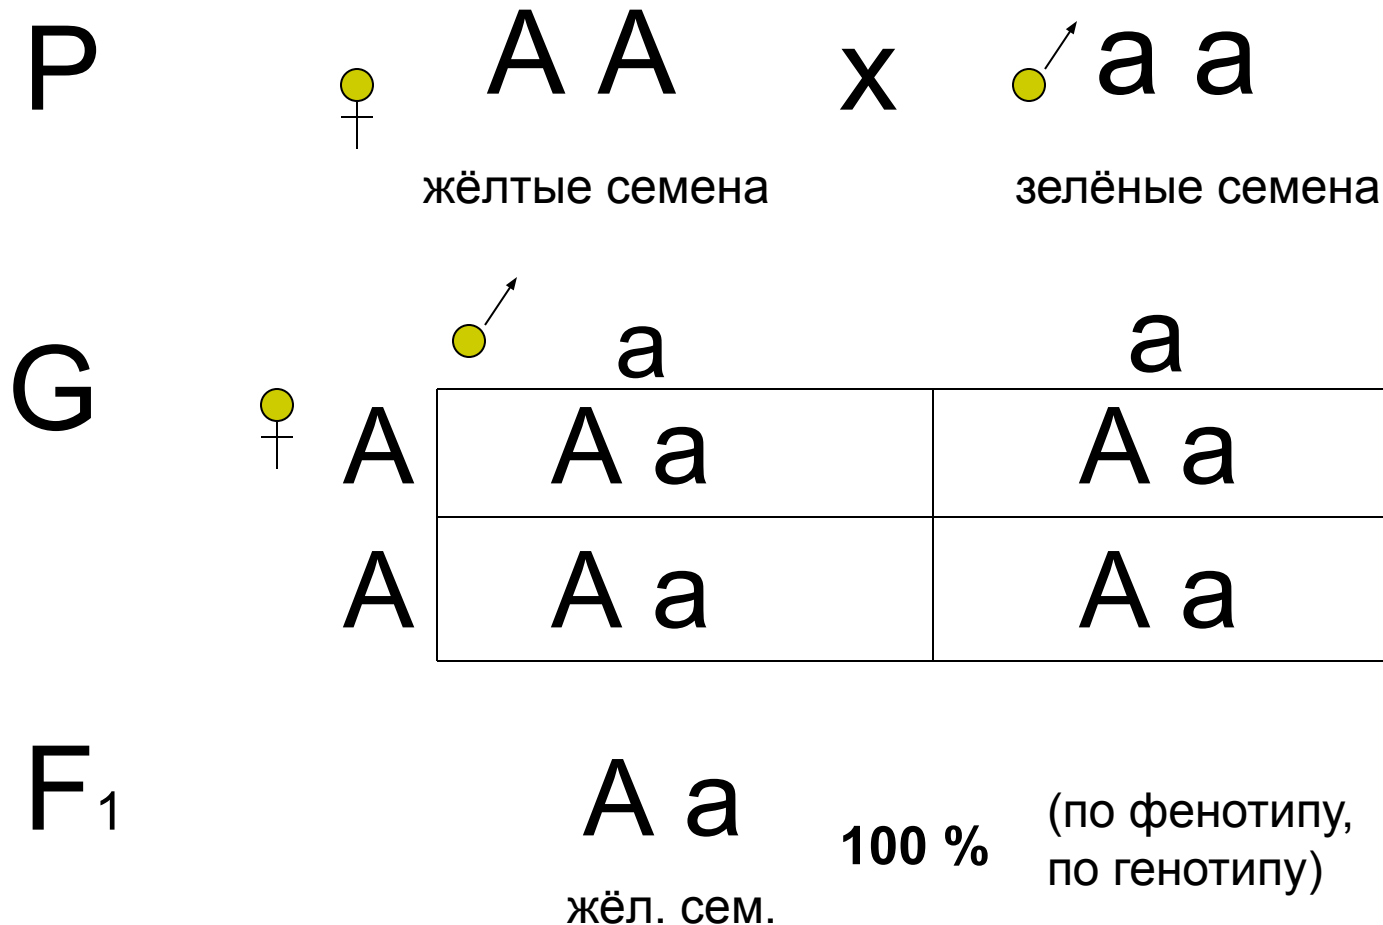 P A A x a a
жёлтые семена зелёные семена
G a a
A A a A a
A A a A a
F1 A a 100 % (по фенотипу,
по генотипу)
жёл. сем.